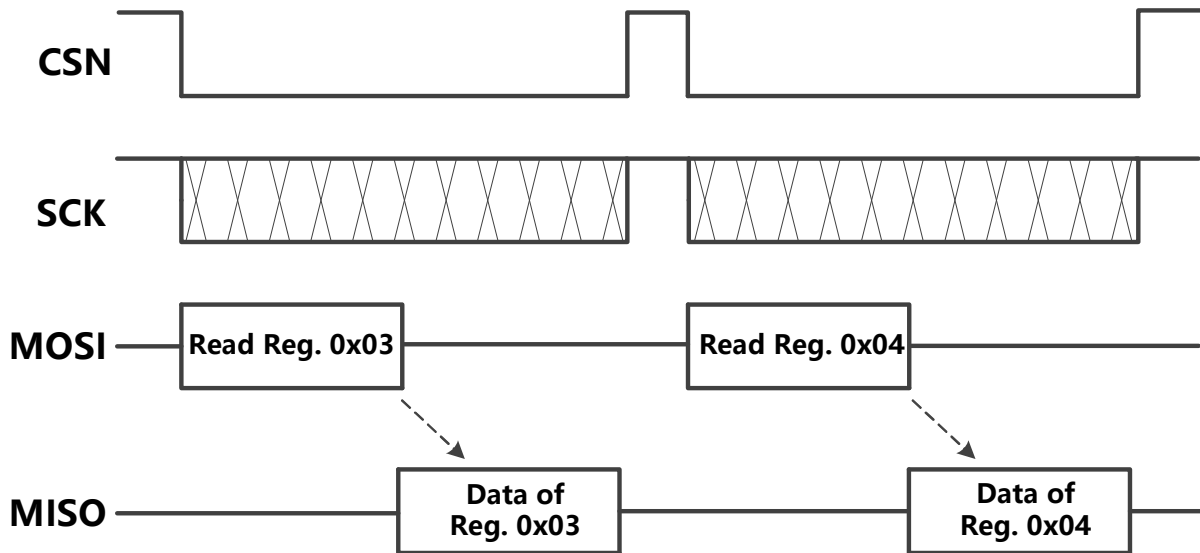 CSN
SCK
MOSI
Read Reg. 0x03
Read Reg. 0x04
MISO
Data of
Reg. 0x03
Data of
Reg. 0x04